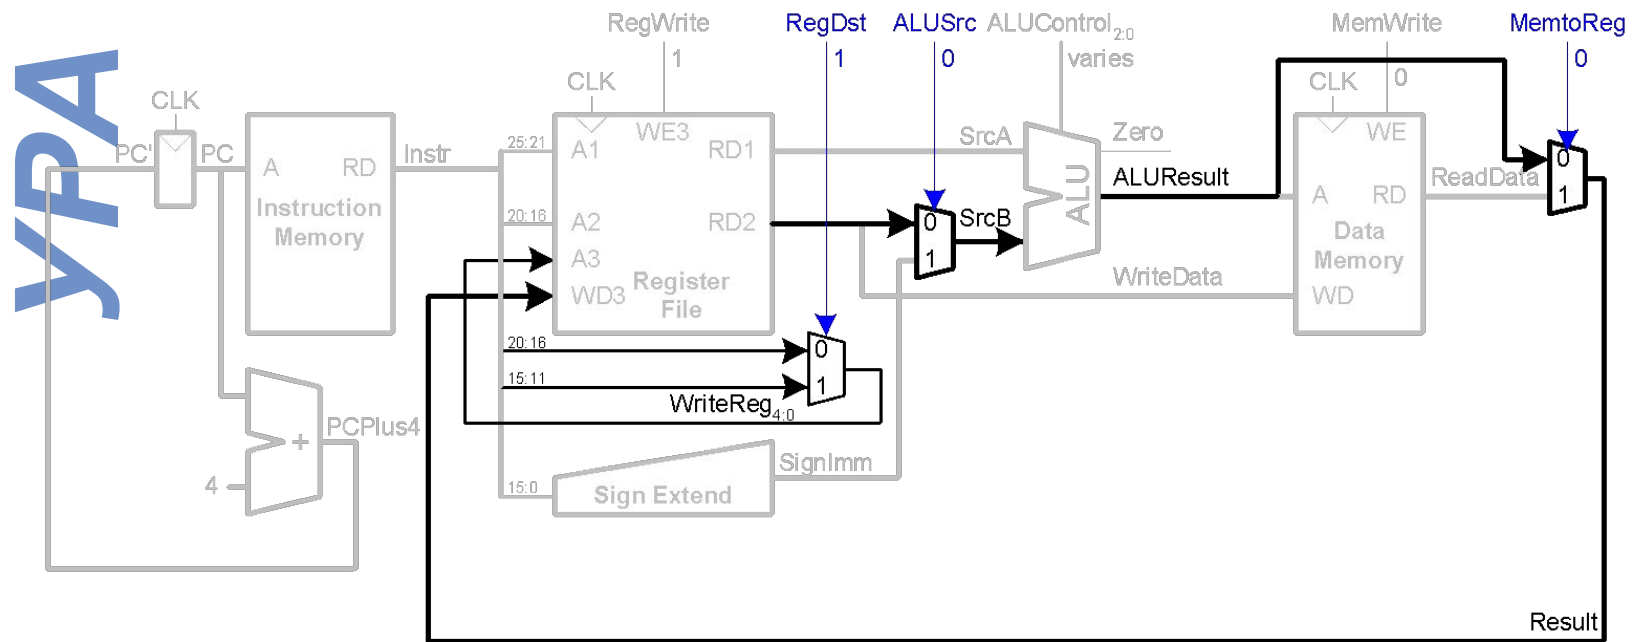 RegWrite
1
RegDst
1
ALUSrc
0
ALUControl2:0
varies
MemWrite
0
MemtoReg
0
УРА
CLK
PC'
PC
A
RD
Instruction
Memory
Instr
25:21
20:16
CLK
WE3
A1
RD1
A2
RD2
A3
WD3
Register
File
20:16
15:11
0
1
WriteReg4:0
15:0
Sign Extend
SignImm
0
1
SrcA
SrcB
ALU
Zero
ALUResult
WriteData
CLK
WE
A
RD
Data
Memory
WD
ReadData
0
1
4
+
PCPlus4
Result